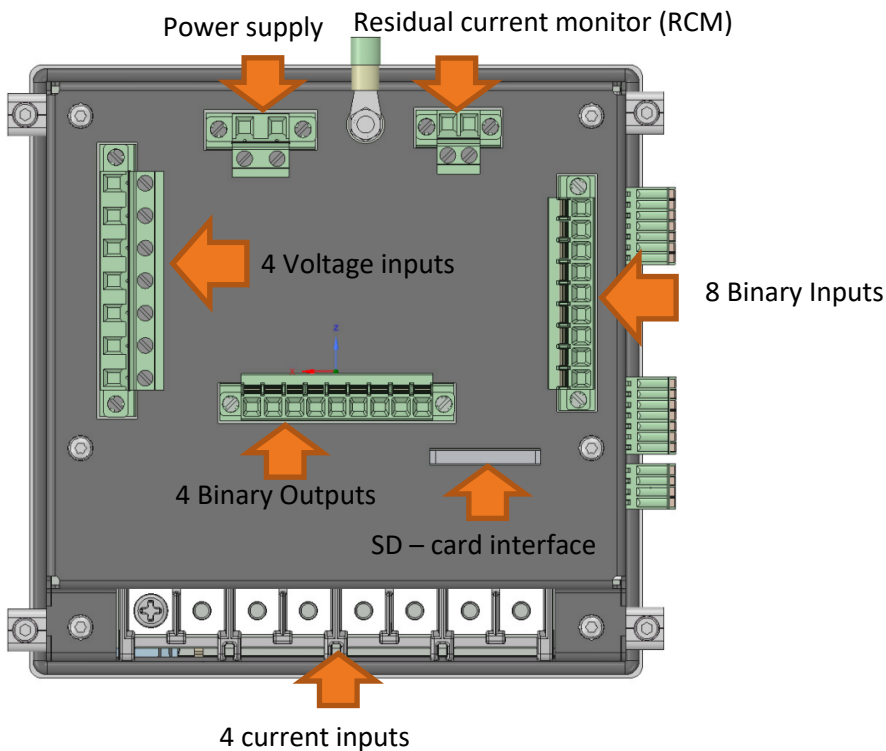 Power supply
Residual current monitor (RCM)
4 Voltage inputs
8 Binary Inputs
z
x
4 Binary Outputs
SD – card interface
4 current inputs